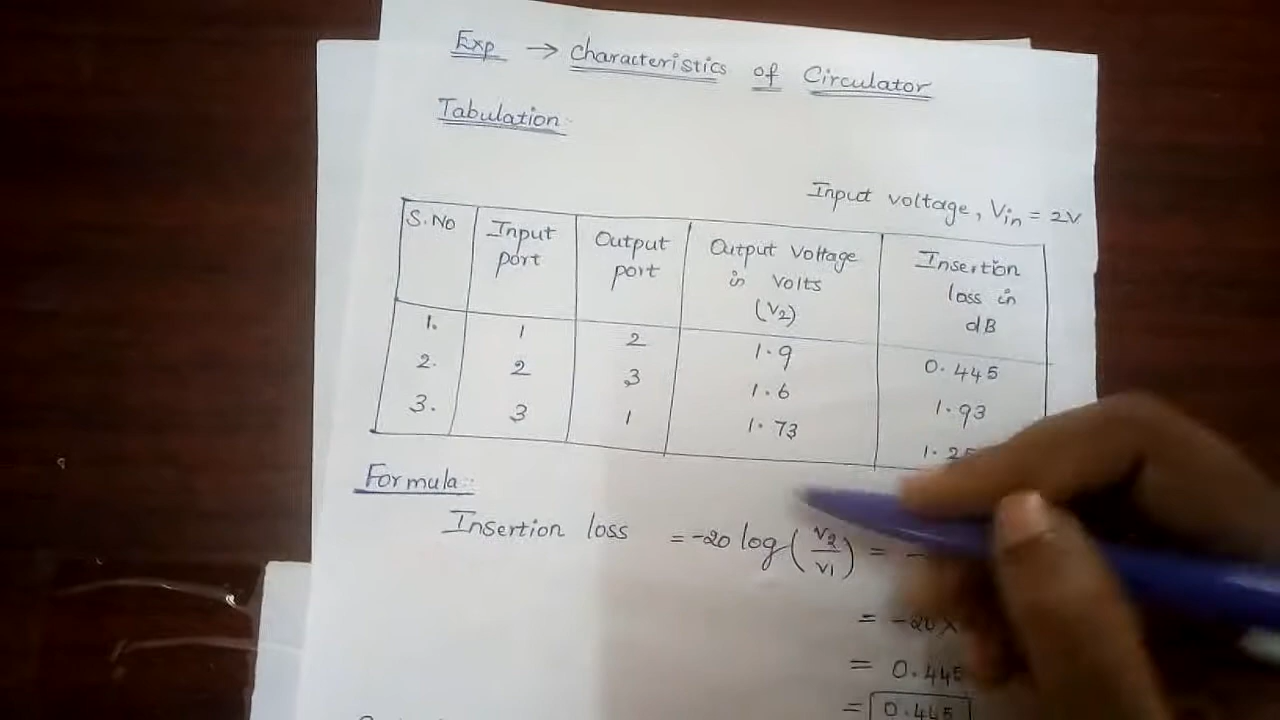 Exp → Characteristics of Circulator
Tabulation:
Input voltage, Vin = 2V
S.No Input port Output port Output Voltage in Volts (V2) Insertion loss in dB
1. 1 2 1.9 0.445
2. 2 3 1.6 1.93
3. 3 1 1.73
Formula:
Insertion loss = -20 log (V2/V1) = -
= -20 X
= 0.445
= 0.445